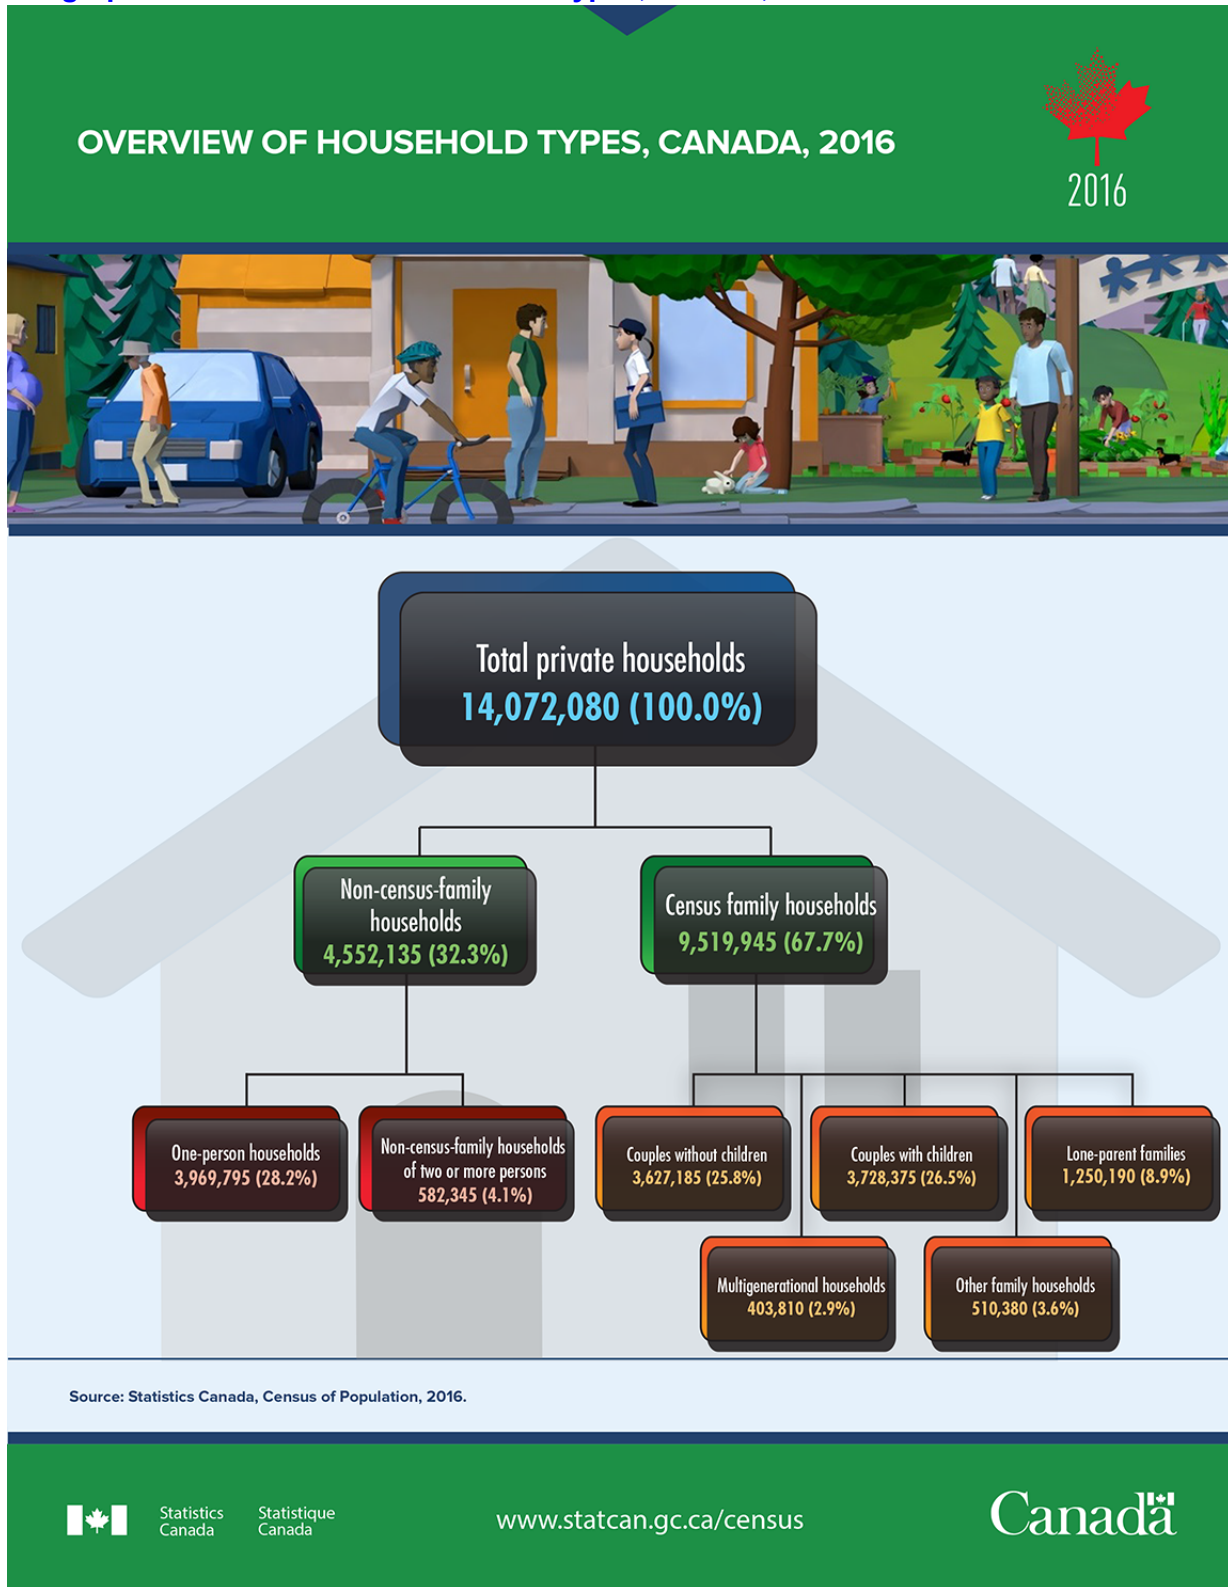 OVERVIEW OF HOUSEHOLD TYPES, CANADA, 2016
2016
Total private households
14,072,080 (100.0%)
Non-census-family
households
4,552,135 (32.3%)
Census family households
9,519,945 (67.7%)
One-person households
3,969,795 (28.2%)
Non-census-family households
of two or more persons
582,345 (4.1%)
Couples without children
3,627,185 (25.8%)
Couples with children
3,728,375 (26.5%)
Lone-parent families
1,250,190 (8.9%)
Multigenerational households
403,810 (2.9%)
Other family households
510,380 (3.6%)
Source: Statistics Canada, Census of Population, 2016.
Statistics
Canada
Statistique
Canada
www.statcan.gc.ca/census
Canada